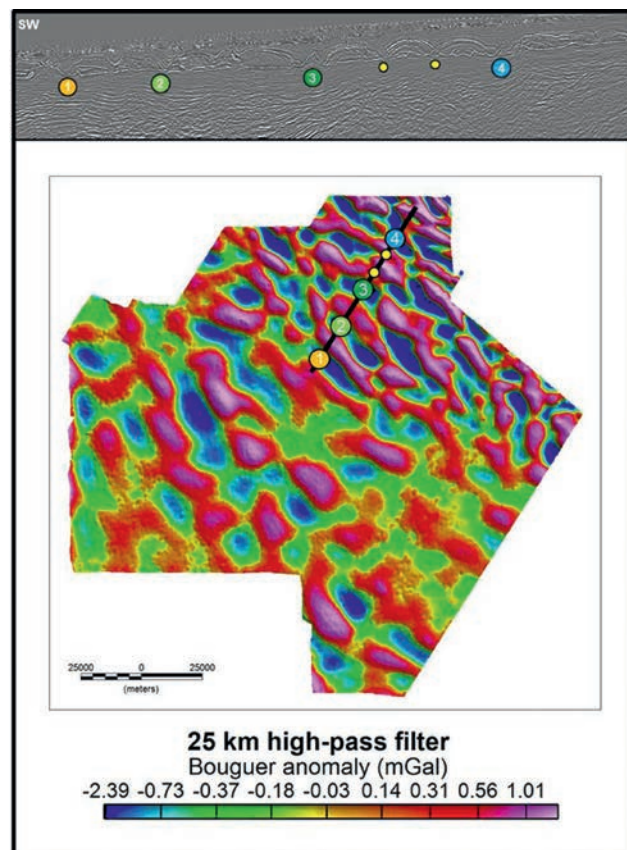 SW
1 2 3 4
4
3
2
1
25000 0 25000
(meters)
25 km high-pass filter
Bouguer anomaly (mGal)
-2.39 -0.73 -0.37 -0.18 -0.03 0.14 0.31 0.56 1.01